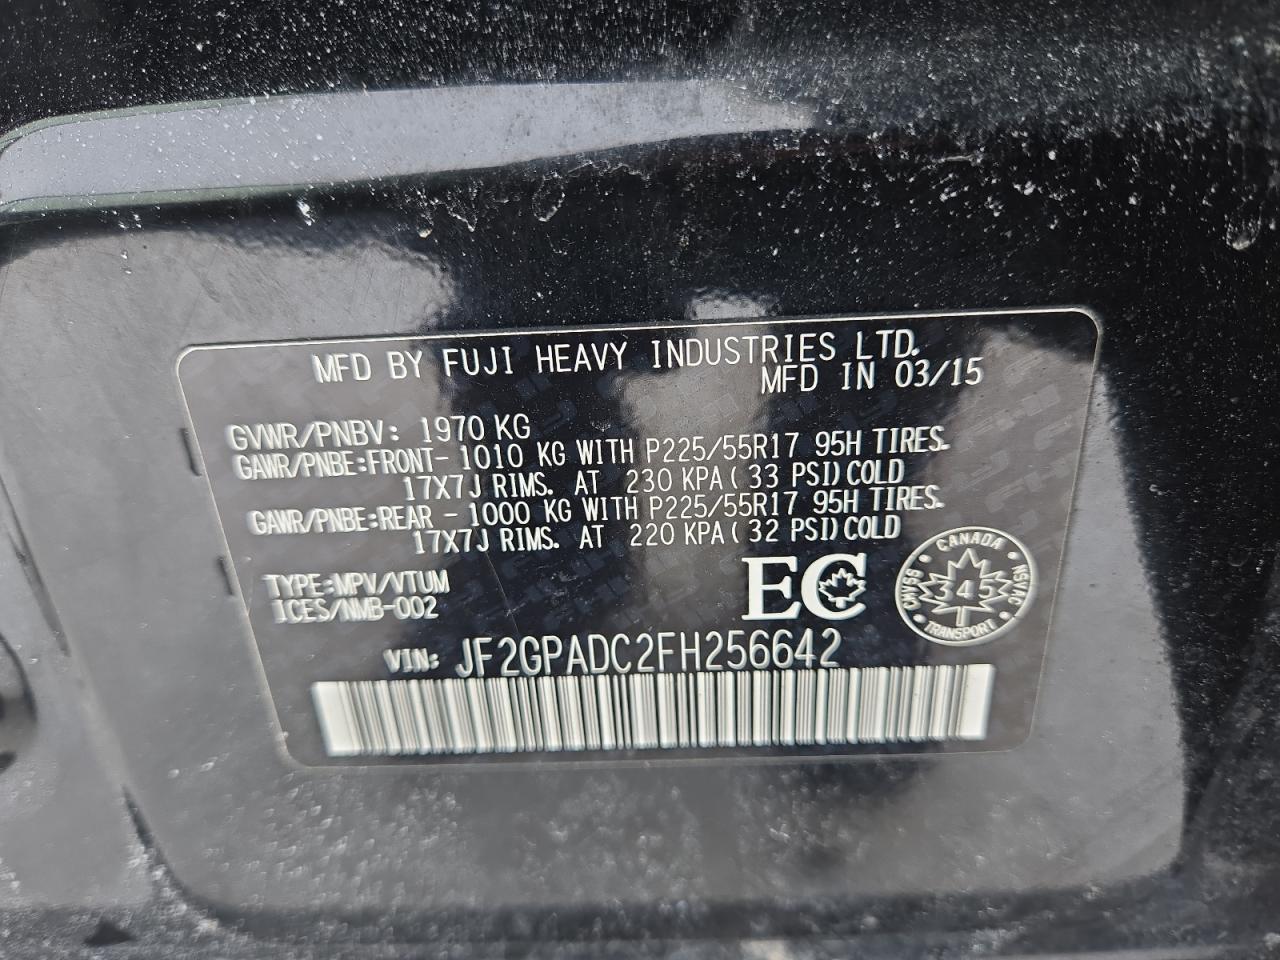 MFD BY FUJI HEAVY INDUSTRIES LTD.
MFD IN 03/15
GVWR/PNBV: 1970 KG
GAWR/PNBE:FRONT- 1010 KG WITH P225/55R17 95H TIRES.
17X7J RIMS. AT 230 KPA( 33 PSI)COLD
GAWR/PNBE:REAR - 1000 KG WITH P225/55R17 95H TIRES.
17X7J RIMS. AT 220 KPA( 32 PSI)COLD
TYPE:MPV/VTUM
ICES/NMB-002
EC
CANADA
CMVSS
345
NSVAC
TRANSPORT
VIN: JF2GPADC2FH256642